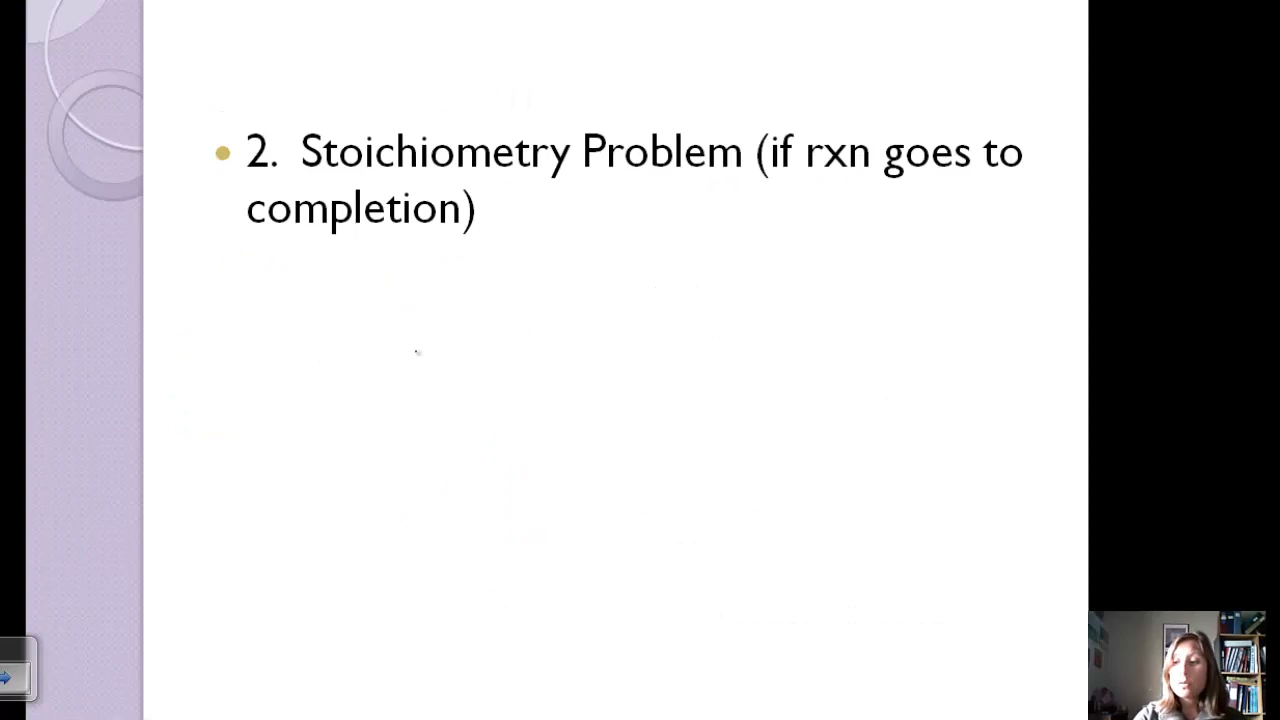 • 2. Stoichiometry Problem (if rxn goes to
completion)